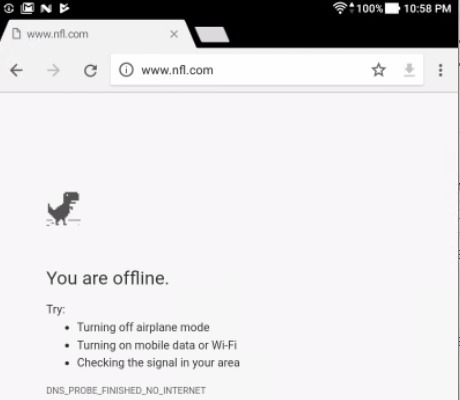 100% 10:58 PM
www.nfl.com
www.nfl.com
You are offline.
Try:
• Turning off airplane mode
• Turning on mobile data or Wi-Fi
• Checking the signal in your area
DNS_PROBE_FINISHED_NO_INTERNET